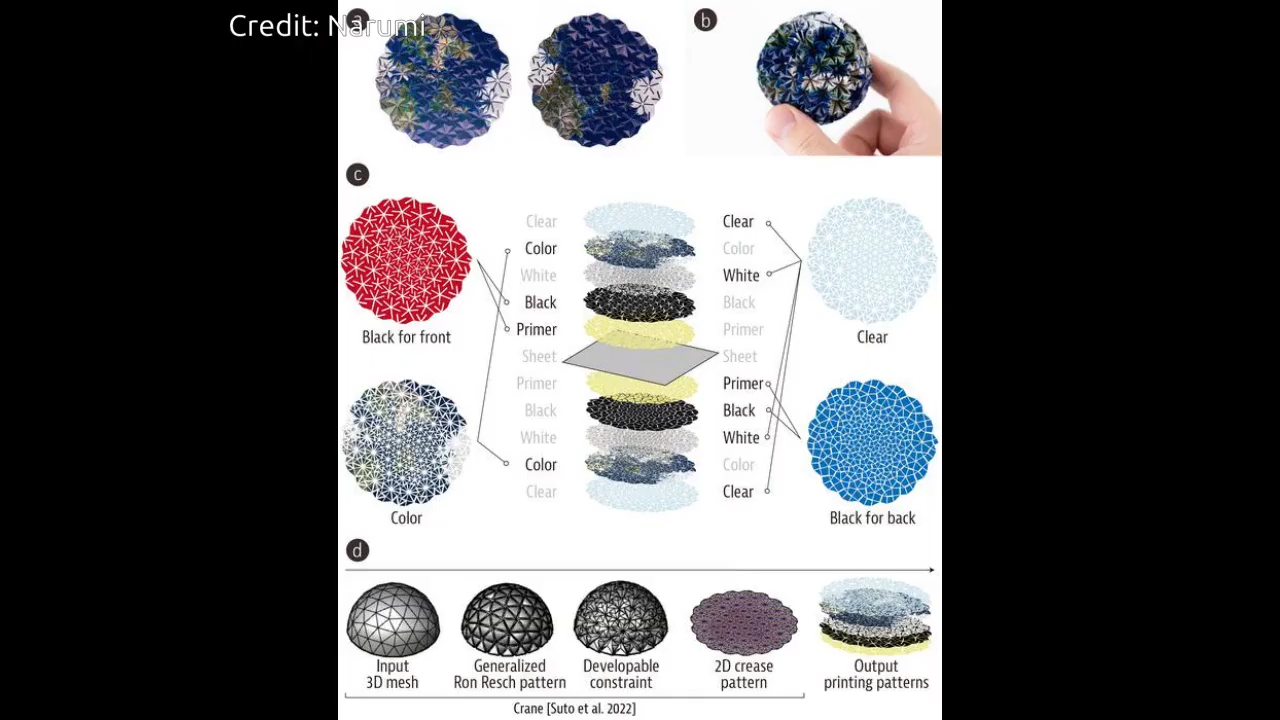 Credit: Narumi
a
b
c
Clear
Color
White
Black
Primer
Sheet
Primer
Black
White
Color
Clear
Clear
Color
White
Black
Primer
Sheet
Primer
Black
White
Color
Clear
Black for front
Clear
Color
Black for back
d
Input
3D mesh
Generalized
Ron Resch pattern
Developable
constraint
2D crease
pattern
Output
printing patterns
Crane [Suto et al. 2022]